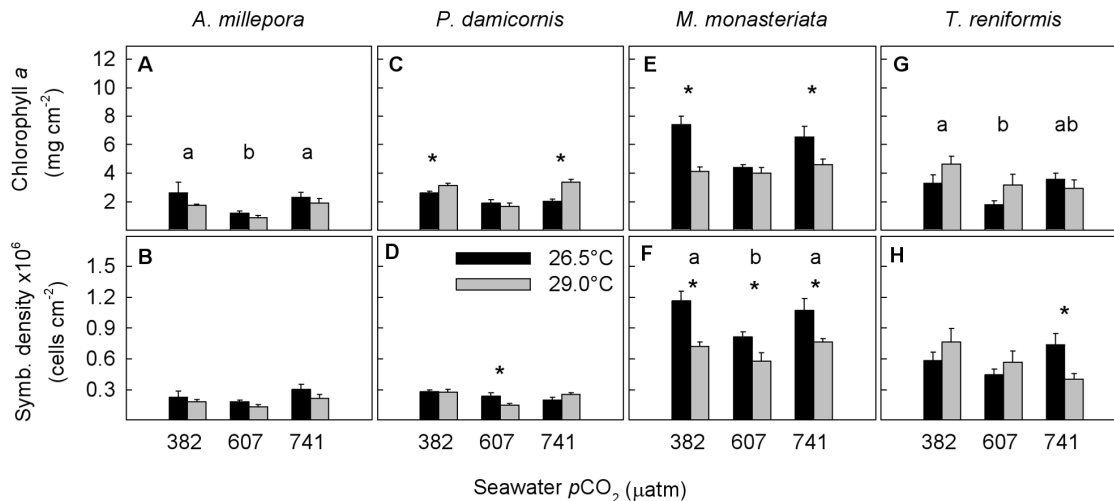 A. millepora P. damicornis M. monasteriata T. reniformis
A C E G
Chlorophyll a
(mg cm-2)
12
10
8
6
4
2
* *
a b a
* *
a b ab
B D F H
26.5°C
29.0°C
Symb. density x10⁶
(cells cm-2)
1.5
1.2
0.9
0.6
0.3
*
a b a
* * *
*
382 607 741 382 607 741 382 607 741 382 607 741
Seawater pCO₂ (µatm)